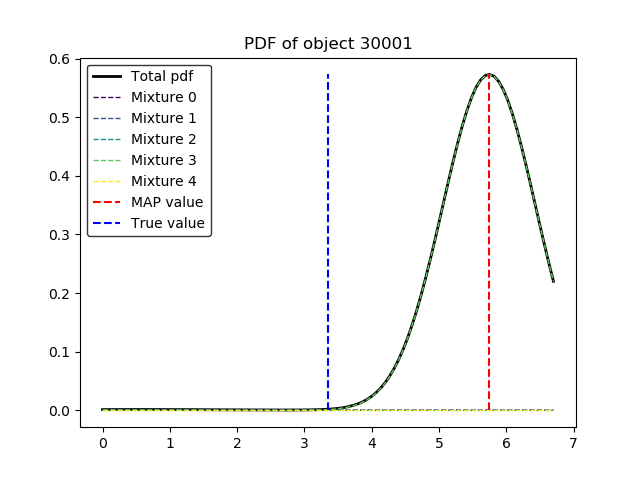 PDF of object 30001
0.6
0.5
0.4
0.3
0.2
0.1
0.0
Total pdf
Mixture 0
Mixture 1
Mixture 2
Mixture 3
Mixture 4
MAP value
True value
0 1 2 3 4 5 6 7